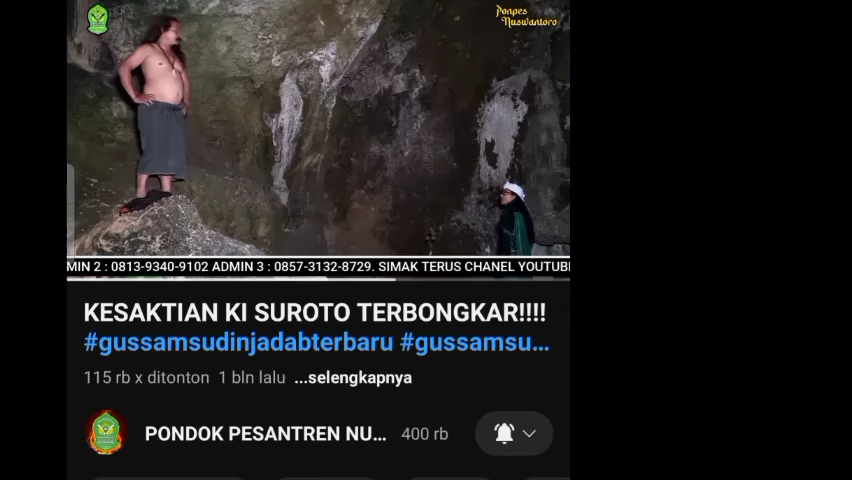 Ponpes
Nuswantoro
MIN 2 : 0813-9340-9102 ADMIN 3 : 0857-3132-8729. SIMAK TERUS CHANEL YOUTUBE
KESAKTIAN KI SUROTO TERBONGKAR!!!!
#gussamsudinjadabterbaru #gussamsu...
115 rb x ditonton 1 bln lalu ...selengkapnya
PONDOK PESANTREN NU... 400 rb